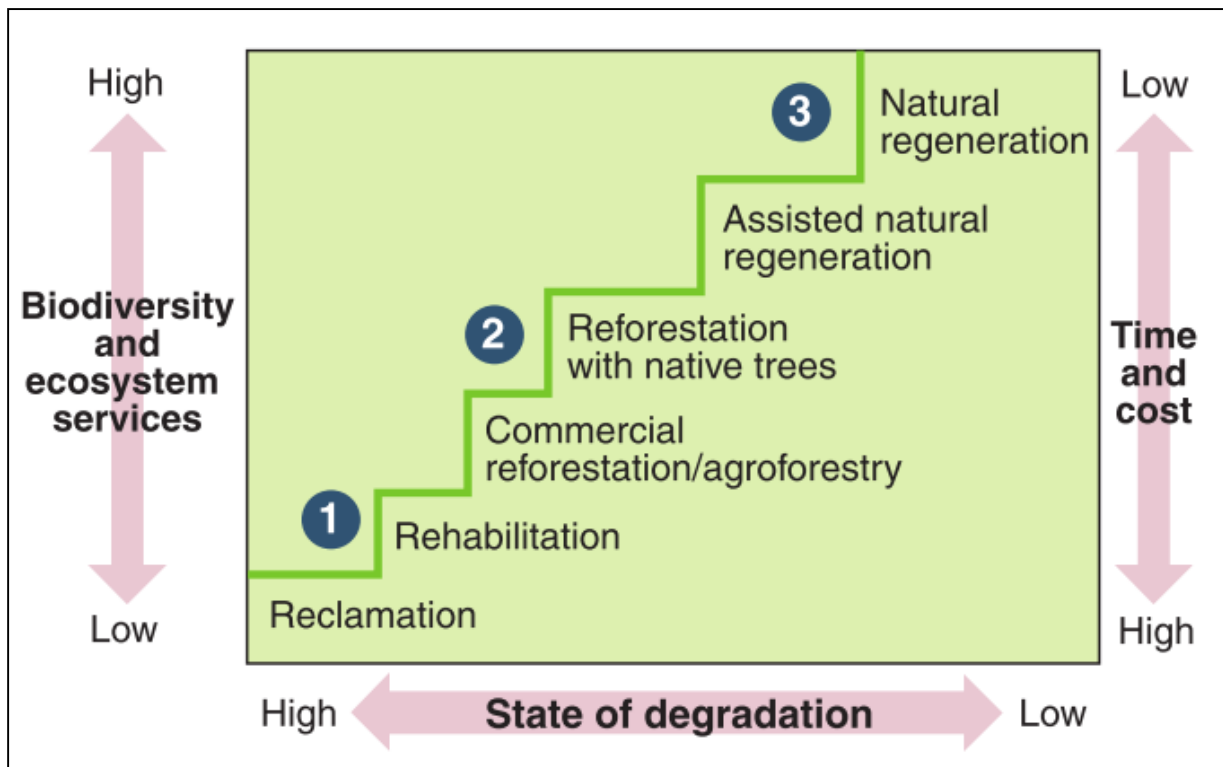 High
Biodiversity
and
ecosystem
services
Low
3
Natural
regeneration
Assisted natural
regeneration
2
Reforestation
with native trees
Commercial
reforestation/agroforestry
1
Rehabilitation
Reclamation
Low
Time
and
cost
High
High
State of degradation
Low